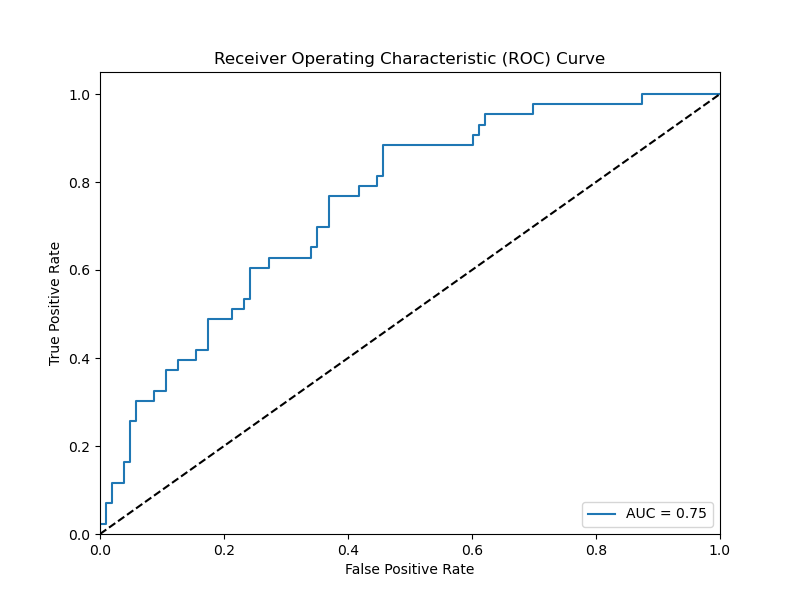 Receiver Operating Characteristic (ROC) Curve
True Positive Rate
1.0
0.8
0.6
0.4
0.2
0.0
0.0 0.2 0.4 0.6 0.8 1.0
False Positive Rate
AUC = 0.75